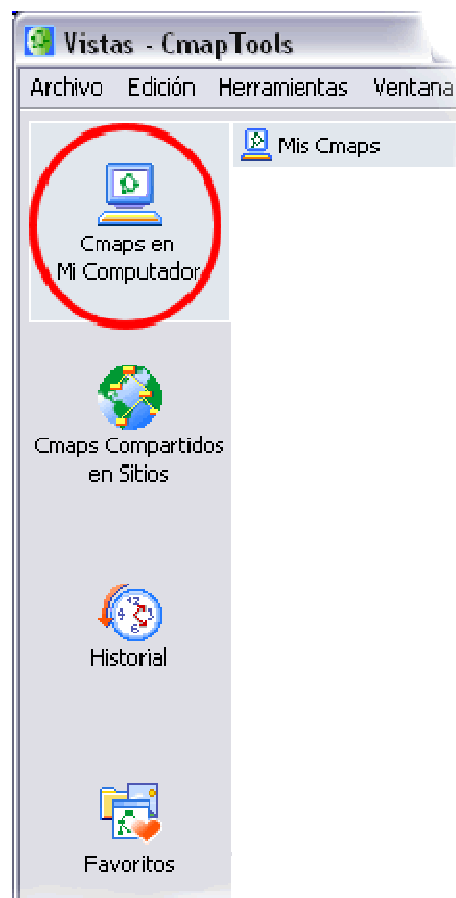 Vistas - CmapTools
Archivo Edición Herramientas Ventana
Mis Cmaps
Cmaps en
Mi Computador
Cmaps Compartidos
en Sitios
Historial
Favoritos